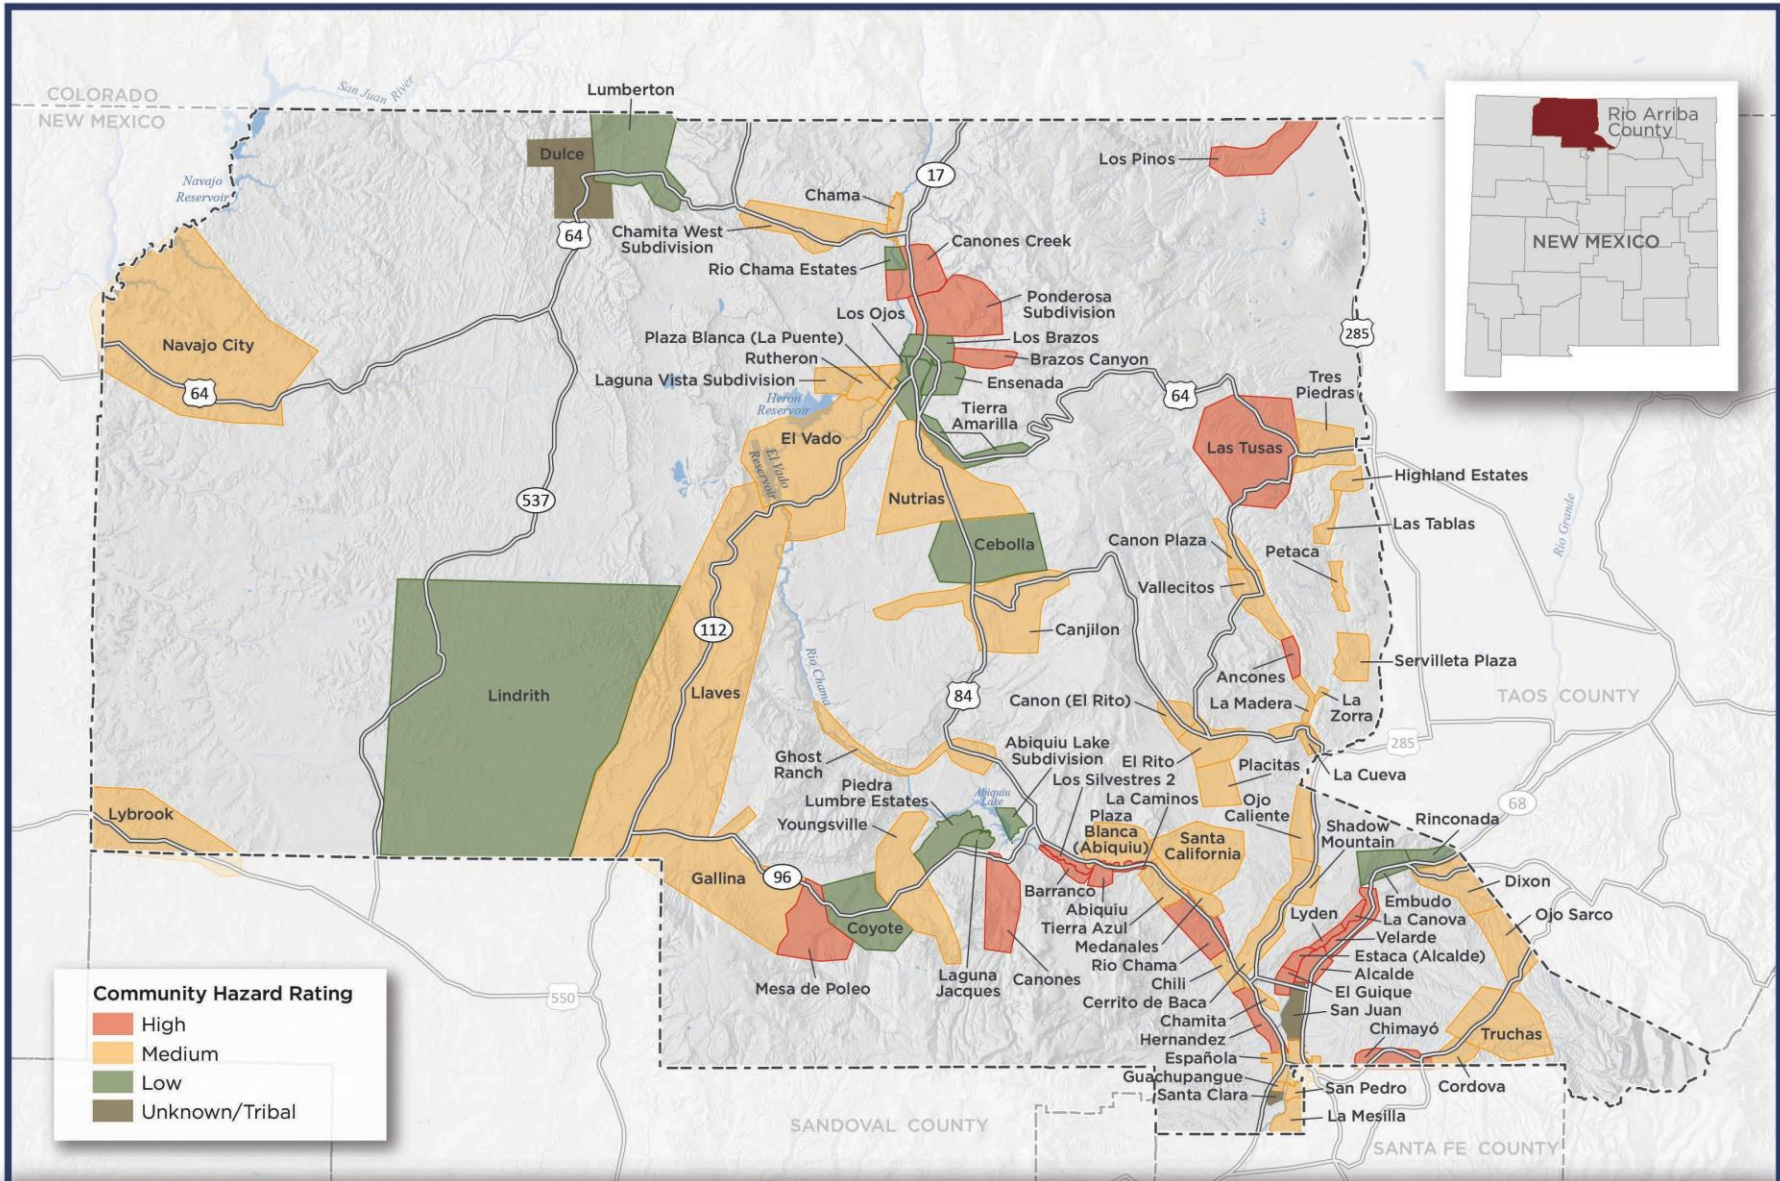 COLORADO
NEW MEXICO
San Juan River
Lumberton
Dulce
Navajo
Reservoir
64
Chama
17
Los Pinos
Chamita West
Subdivision
Canones Creek
Rio Chama Estates
Ponderosa
Subdivision
Los Ojos
Los Brazos
Plaza Blanca (La Puente)
Rutheron
Brazos Canyon
Laguna Vista Subdivision
Ensenada
Heron
Reservoir
Tierra
Amarilla
El Vado
El Vado
Reservoir
Navajo City
64
285
64
Tres
Piedras
Las Tusas
Highland Estates
Las Tablas
Rio Grande
537
Nutrias
Cebolla
Canon Plaza
Petaca
Vallecitos
112
Canjilon
Rio Chama
Lindrith
Llaves
84
Ancones
Servilleta Plaza
La Madera
La
Zorra
TAOS COUNTY
Canon (El Rito)
285
Ghost
Ranch
Abiquiu Lake
Subdivision
El Rito
Placitas
La Cueva
Piedra
Lumbre Estates
Abiquiu
Lake
Los Silvestres 2
La Caminos
Ojo
Caliente
68
Lybrook
Youngsville
Plaza
Blanca
(Abiquiu)
Santa
California
Shadow
Mountain
Rinconada
Gallina
96
Barranco
Abiquiu
Dixon
Embudo
Lyden
La Canova
Ojo Sarco
Coyote
Tierra Azul
Velarde
Medanales
Estaca (Alcalde)
Rio Chama
Alcalde
Mesa de Poleo
Laguna
Jacques
Canones
Chili
El Guique
Cerrito de Baca
San Juan
550
Chamita
Chimayó
Truchas
Hernandez
Española
Guachupangue
San Pedro
Cordova
Santa Clara
La Mesilla
SANDOVAL COUNTY
SANTA FE COUNTY
Community Hazard Rating
High
Medium
Low
Unknown/Tribal
Rio Arriba
County
NEW MEXICO